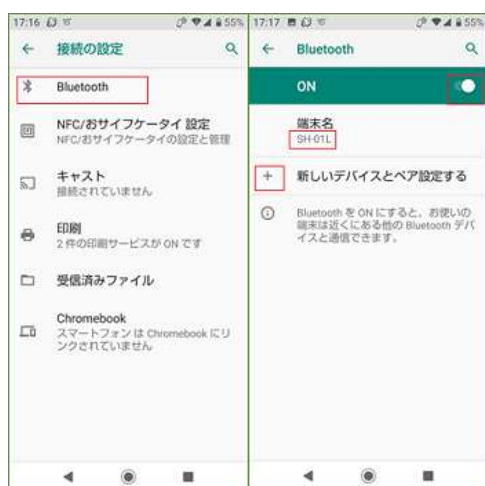 17:16 55%
接続の設定
Bluetooth
NFC/おサイフケータイ 設定
NFC/おサイフケータイの設定と管理
キャスト
接続されていません
印刷
2 件の印刷サービスが ON です
受信済みファイル
Chromebook
スマートフォンは Chromebook にリ
ンクされていません
17:17 55%
Bluetooth
ON
端末名
SH-01L
新しいデバイスとペア設定する
Bluetooth を ON にすると、お使いの
端末は近くにある他の Bluetooth デバ
イスと通信できます。